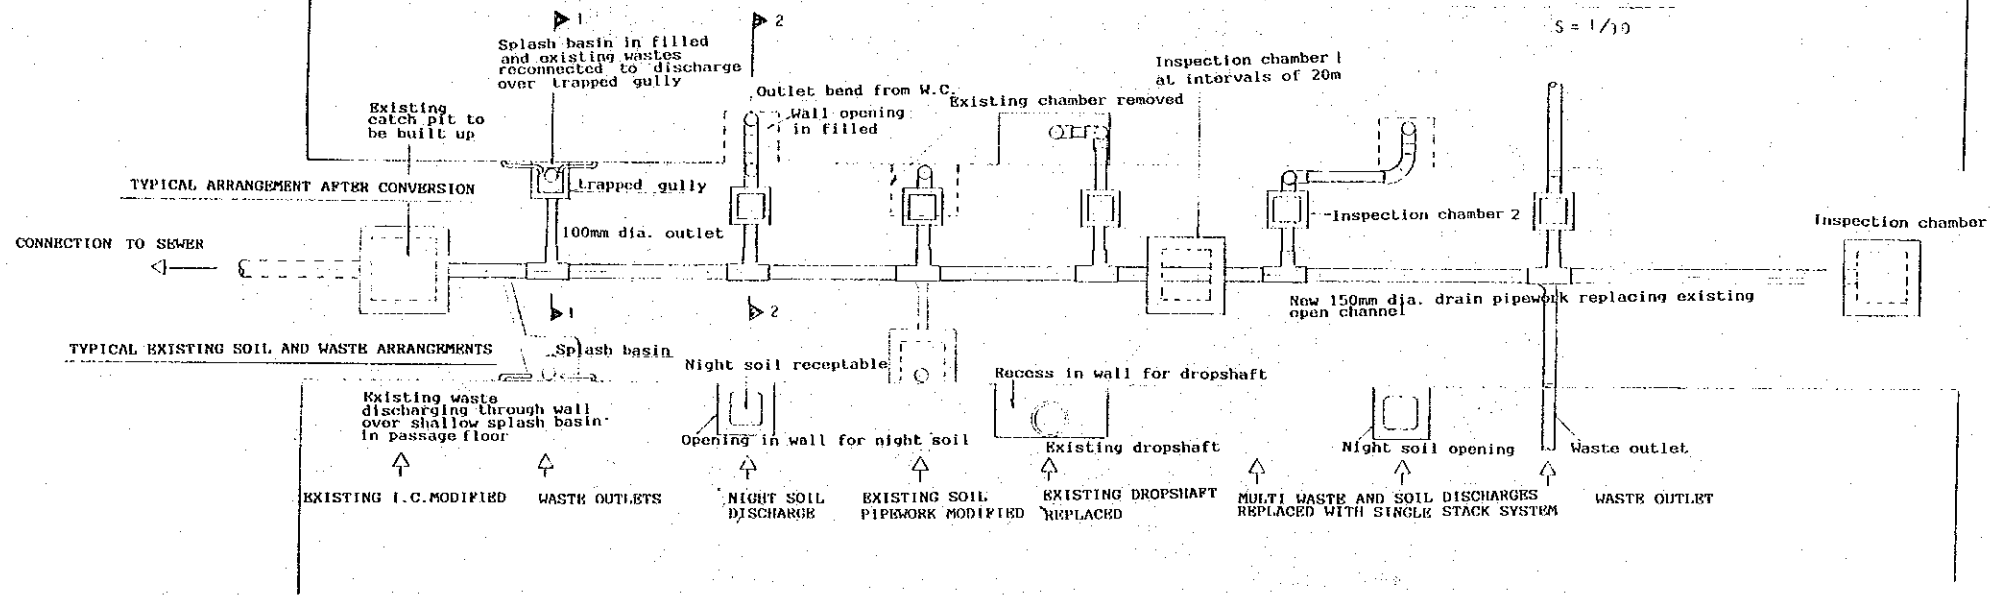 1
2
S = 1/30
Splash basin in filled
and existing wastes
reconnected to discharge
over trapped gully
Inspection chamber 1
at intervals of 20m
Outlet bend from W.C.
Existing chamber removed
Existing
catch pit to
be built up
Wall opening
in filled
TYPICAL ARRANGEMENT AFTER CONVERSION
trapped gully
Inspection chamber 2
Inspection chamber
100mm dia. outlet
CONNECTION TO SEWER
New 150mm dia. drain pipework replacing existing
open channel
1
2
TYPICAL EXISTING SOIL AND WASTE ARRANGEMENTS
Splash basin
Night soil receptable
Recess in wall for dropshaft
Existing waste
discharging through wall
over shallow splash basin
in passage floor
Opening in wall for night soil
Existing dropshaft
Night soil opening
Waste outlet
EXISTING I.C.MODIFIED
WASTE OUTLETS
NIGHT SOIL
DISCHARGE
EXISTING SOIL
PIPEWORK MODIFIED
EXISTING DROPSHAFT
REPLACED
MULTI WASTE AND SOIL DISCHARGES
REPLACED WITH SINGLE STACK SYSTEM
WASTE OUTLET